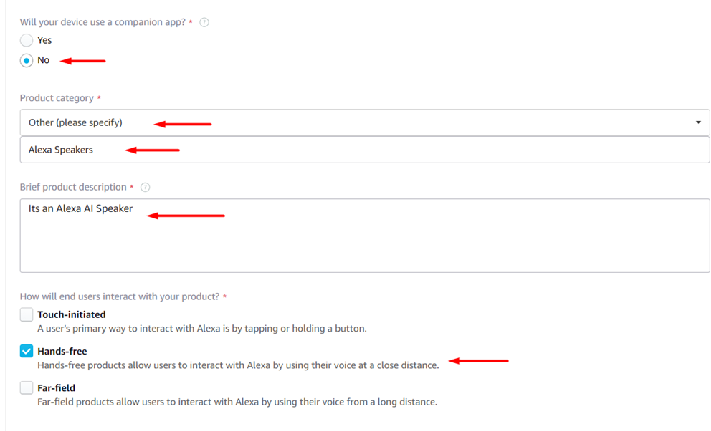 Will your device use a companion app? *
Yes
No
Product category *
Other (please specify)
Alexa Speakers
Brief product description *
Its an Alexa AI Speaker
How will end users interact with your product? *
Touch-initiated
A user's primary way to interact with Alexa is by tapping or holding a button.
Hands-free
Hands-free products allow users to interact with Alexa by using their voice at a close distance.
Far-field
Far-field products allow users to interact with Alexa by using their voice from a long distance.